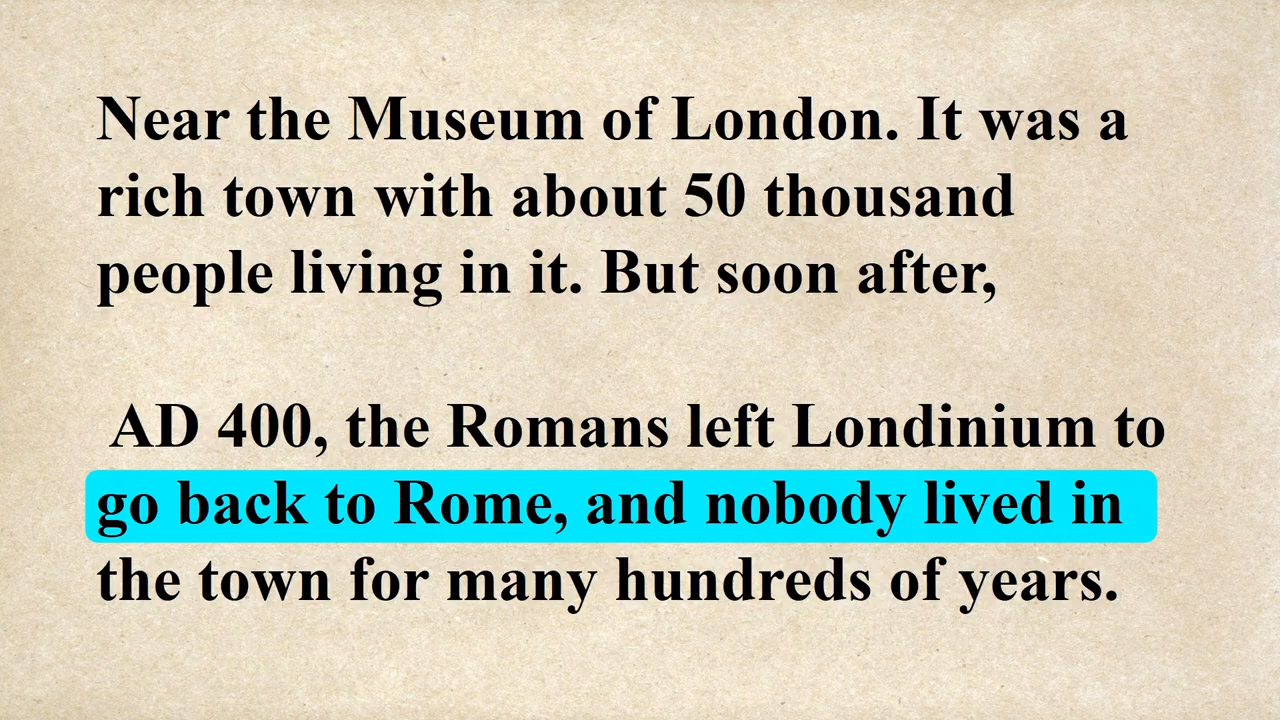 Near the Museum of London. It was a
rich town with about 50 thousand
people living in it. But soon after,
AD 400, the Romans left Londinium to
go back to Rome, and nobody lived in
the town for many hundreds of years.